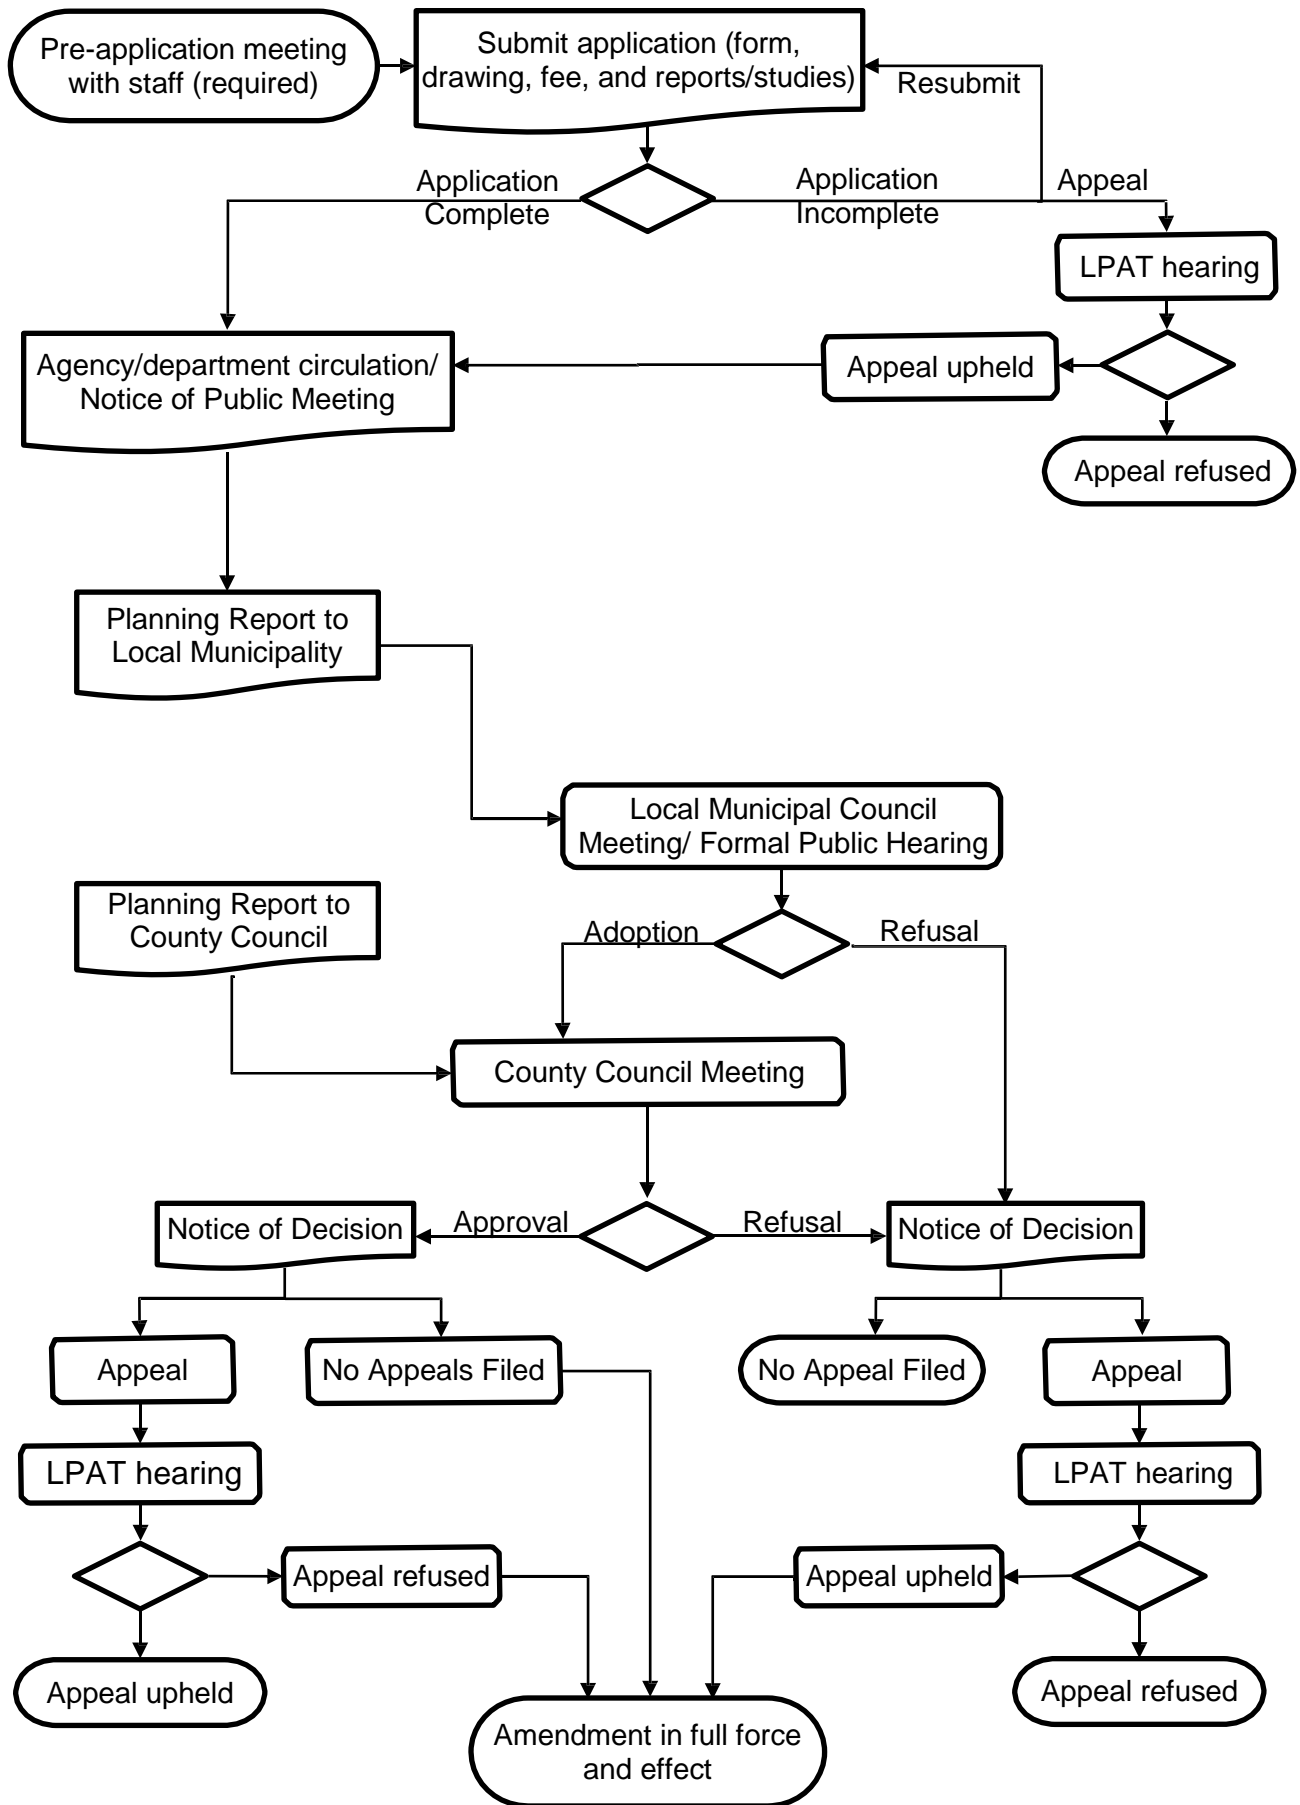 Pre-application meeting
with staff (required)
Submit application (form,
drawing, fee, and reports/studies)
Resubmit
Application
Complete
Application
Incomplete
Appeal
LPAT hearing
Agency/department circulation/
Notice of Public Meeting
Appeal upheld
Appeal refused
Planning Report to
Local Municipality
Local Municipal Council
Meeting/ Formal Public Hearing
Planning Report to
County Council
Adoption
Refusal
County Council Meeting
Notice of Decision
Approval
Refusal
Notice of Decision
Appeal
No Appeals Filed
No Appeal Filed
Appeal
LPAT hearing
LPAT hearing
Appeal refused
Appeal upheld
Appeal upheld
Appeal refused
Amendment in full force
and effect